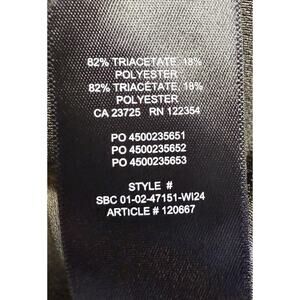 82% TRIACETATE, 18%
POLYESTER
82% TRIACETATE, 18%
POLYESTER
CA 23725 RN 122354
PO 4500235651
PO 4500235652
PO 4500235653
STYLE #
SBC 01-02-47151-WI24
ARTICLE # 120667